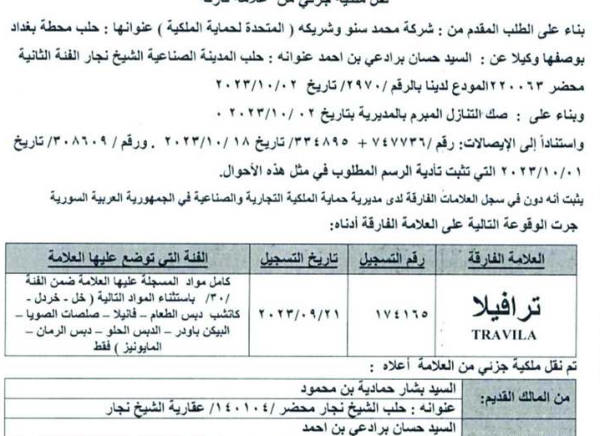 نقل ملكية جزئي من علامة فارقة
بناء على الطلب المقدم من : شركة محمد سنو وشريكه ( المتحدة لحماية الملكية ) عنوانها : حلب محطة بغداد
بوصفها وكيلا عن : السيد حسان برادعي بن احمد عنوانه : حلب المدينة الصناعية الشيخ نجار الفئة الثانية
محضر ٢٢٠٠٦٣ المودع لدينا بالرقم /٢٩٧٠/ تاريخ ٢٠٢٣/١٠/٠٢
وبناء على : صك التنازل المبرم بالمديرية بتاريخ ٢٠٢٣/١٠/٠٢ ٠
واستناداً إلى الإيصالات: رقم /٧٤٧٧٣٦ + ٣٣٤٨٩٥/ تاريخ ١٨ /٢٠٢٣/١٠ . ورقم /٣٠٨٦٠٩/ تاريخ
٢٠٢٣/١٠/٠١ التي تثبت تأدية الرسم المطلوب في مثل هذه الأحوال.
يثبت أنه دون في سجل العلامات الفارقة لدى مديرية حماية الملكية التجارية والصناعية في الجمهورية العربية السورية
جرت الوقوعة التالية على العلامة الفارقة أدناه:
العلامة الفارقة رقم التسجيل تاريخ التسجيل الفئة التي توضع عليها العلامة
ترافيلا
TRAVILA
١٧٤١٦٥
٢٠٢٣/٠٩/٢١
كامل مواد المسجلة عليها العلامة ضمن الفئة
/٣٠/ باستثناء المواد التالية ( خل - خردل -
كاتشب دبس الطعام – فانيلا – صلصات الصويا –
البيكن باودر – الدبس الحلو – دبس الرمان –
المايونيز ) فقط
تم نقل ملكية جزئي من العلامة أعلاه :
من المالك القديم:
السيد بشار حمادية بن محمود
عنوانه : حلب الشيخ نجار محضر /١٤٠١٠٤/ عقارية الشيخ نجار
السيد حسان برادعي بن احمد